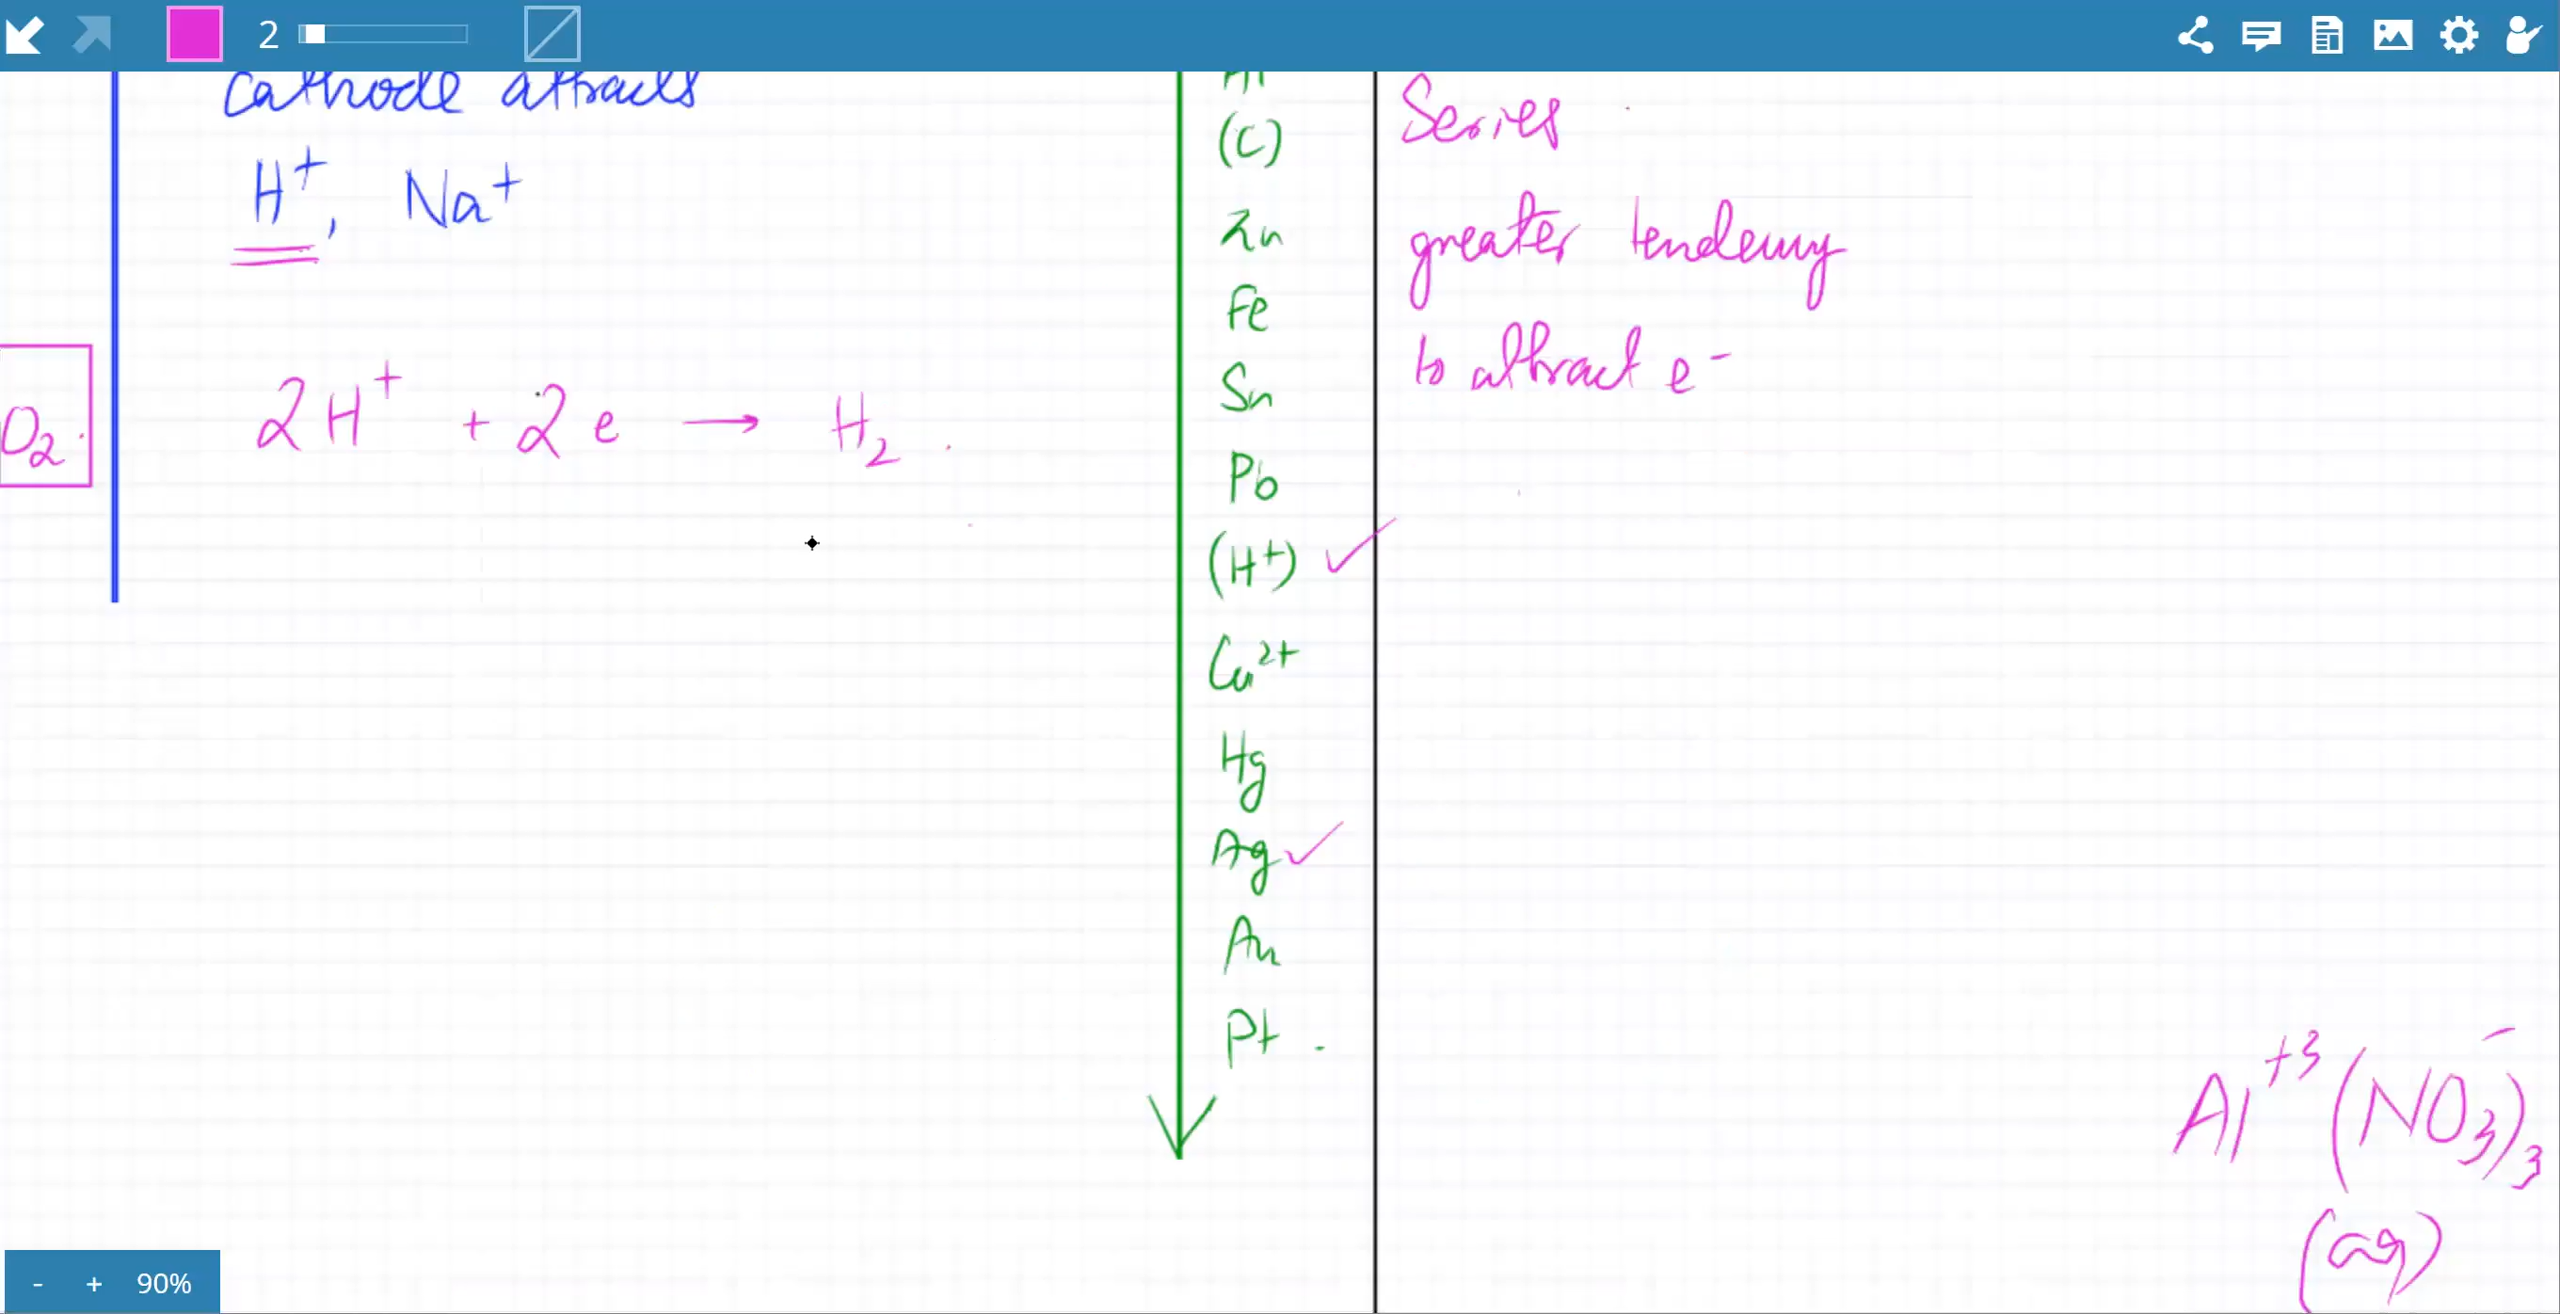 2
Cathode attracts
H⁺, Na⁺
O₂.
2H⁺ + 2e → H₂.
Al
(C)
Zn
Fe
Sn
Pb
(H⁺) ✓
Cu²⁺
Hg
Ag ✓
Au
Pt.
Series
greater tendency
to attract e⁻
Al⁺³(NO₃⁻)₃
(aq)
- + 90%